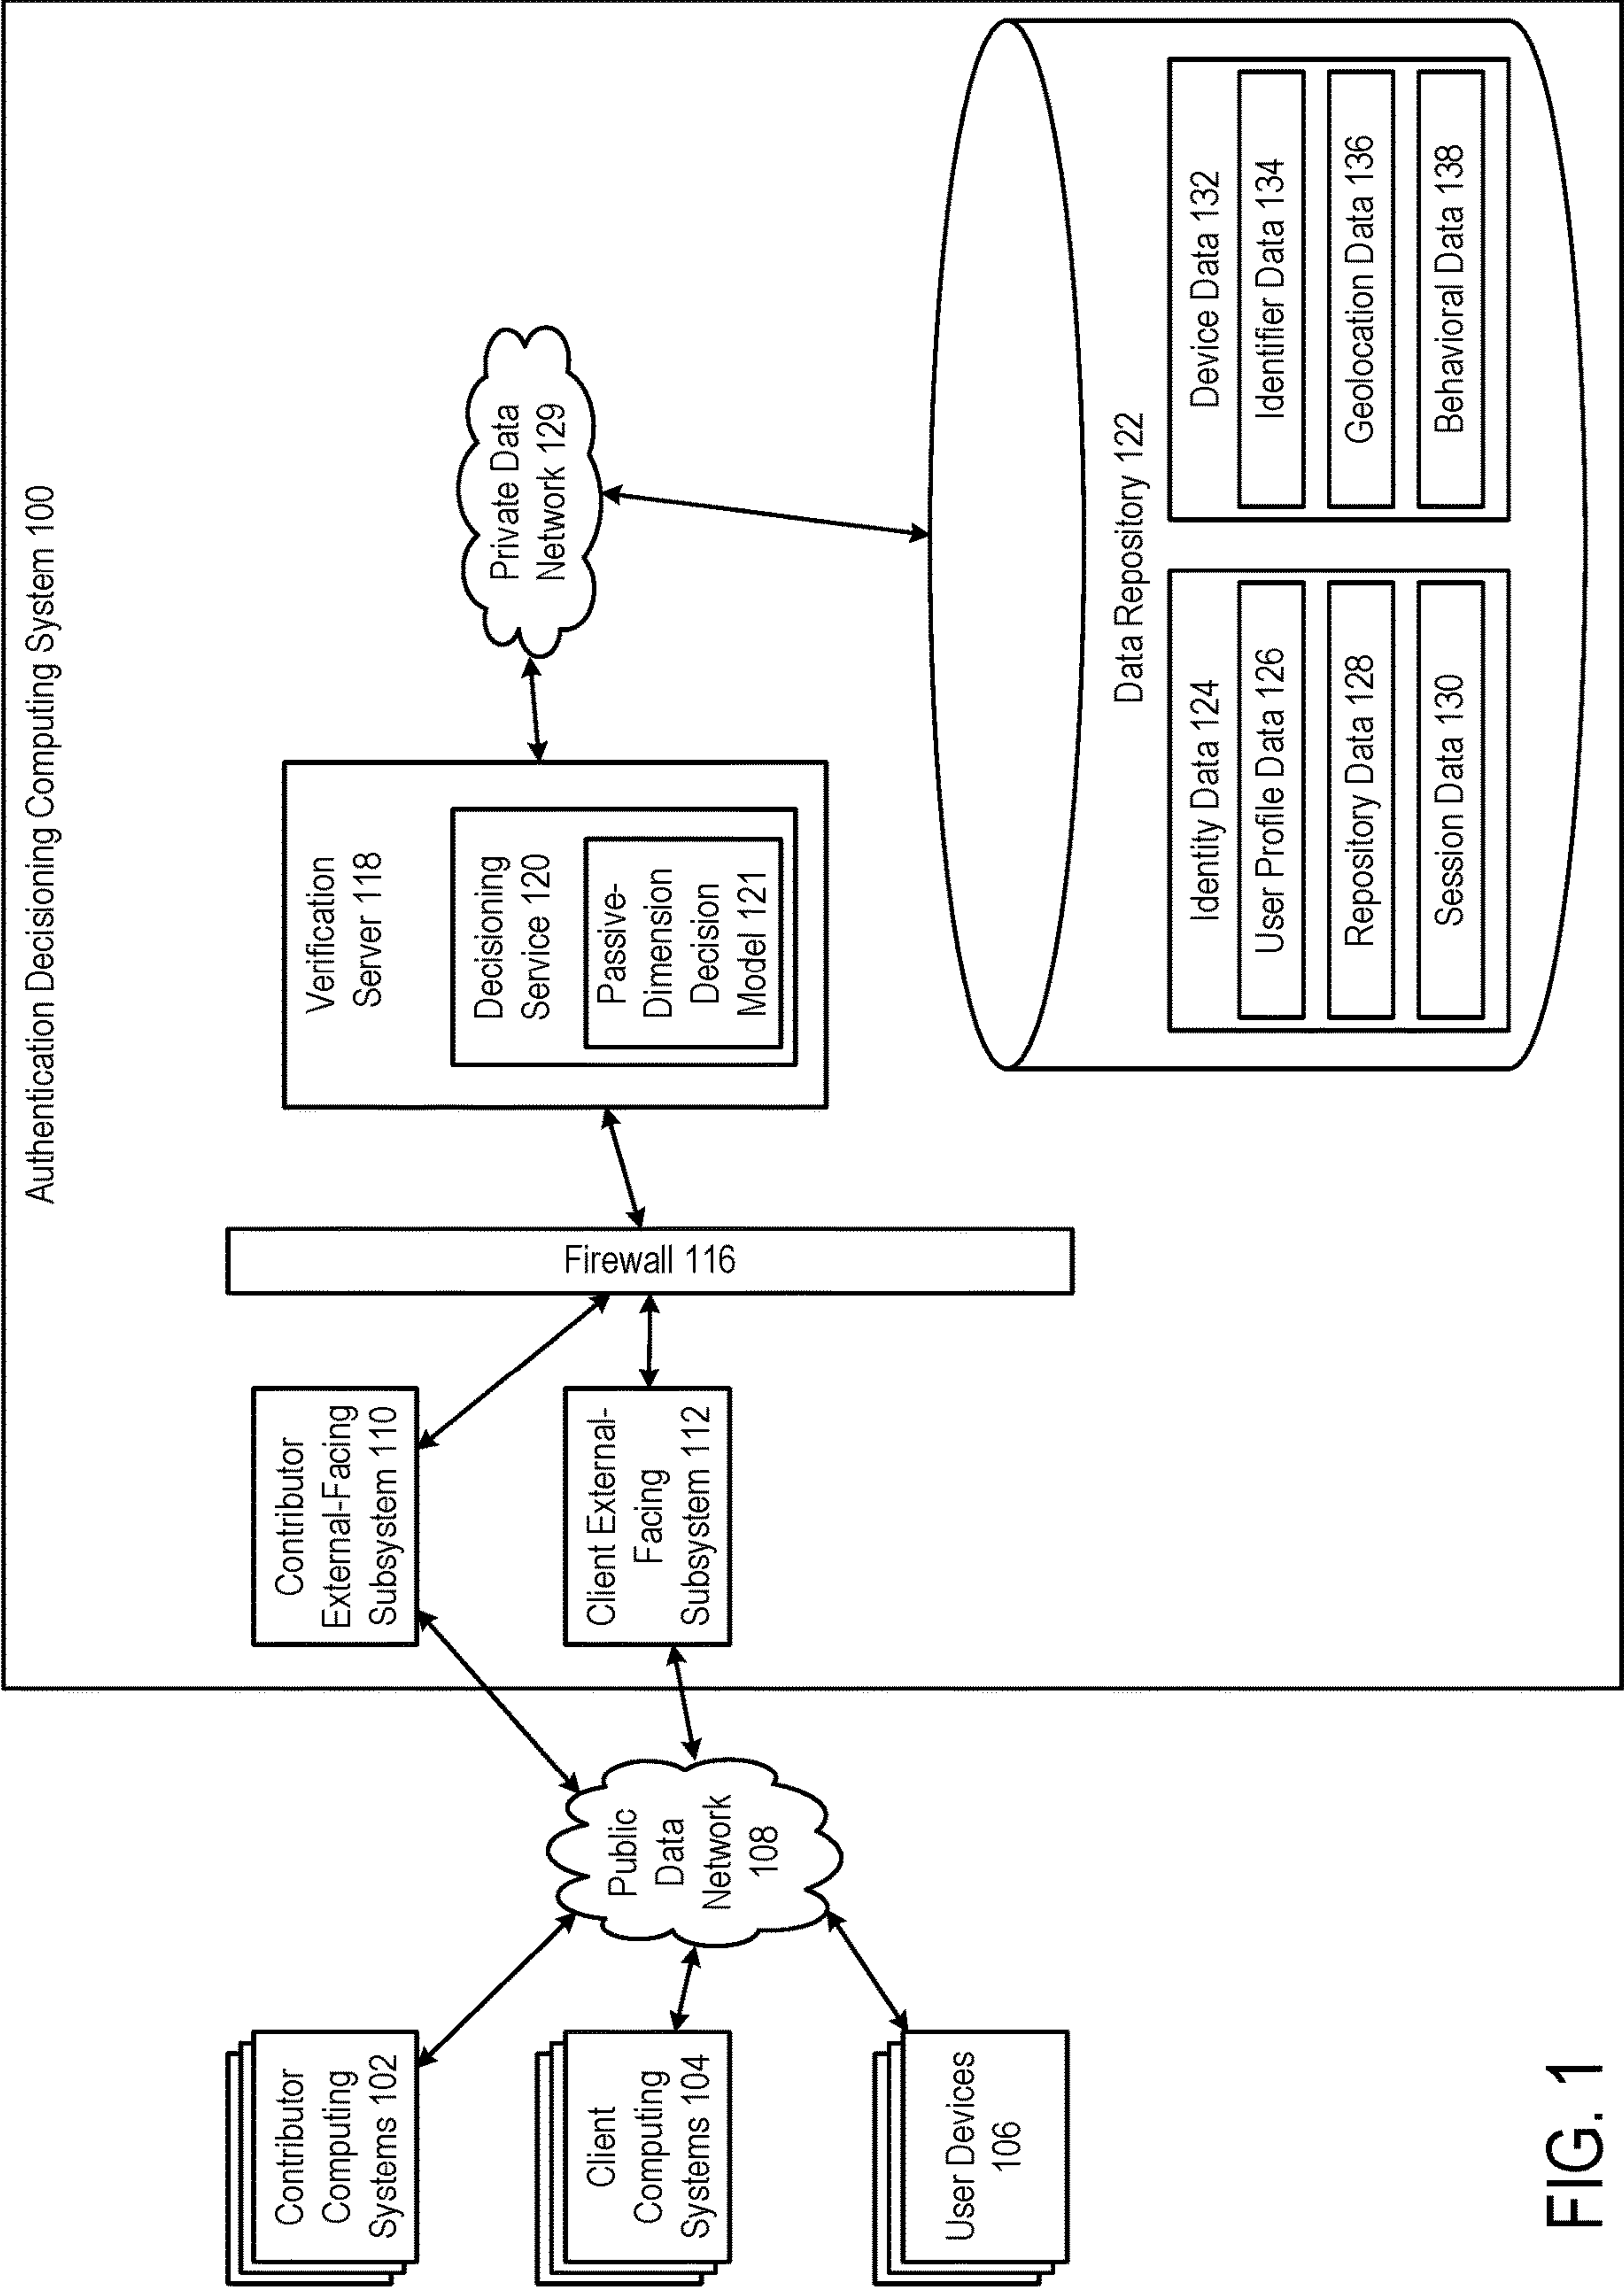 Authentication Decisioning Computing System 100
Contributor
Computing
Systems 102
Client
Computing
Systems 104
User Devices
106
Public
Data
Network
108
Contributor
External-Facing
Subsystem 110
Client External-
Facing
Subsystem 112
Firewall 116
Verification
Server 118
Decisioning
Service 120
Passive-
Dimension
Decision
Model 121
Private Data
Network 129
Data Repository 122
Identity Data 124
User Profile Data 126
Repository Data 128
Session Data 130
Device Data 132
Identifier Data 134
Geolocation Data 136
Behavioral Data 138
FIG. 1